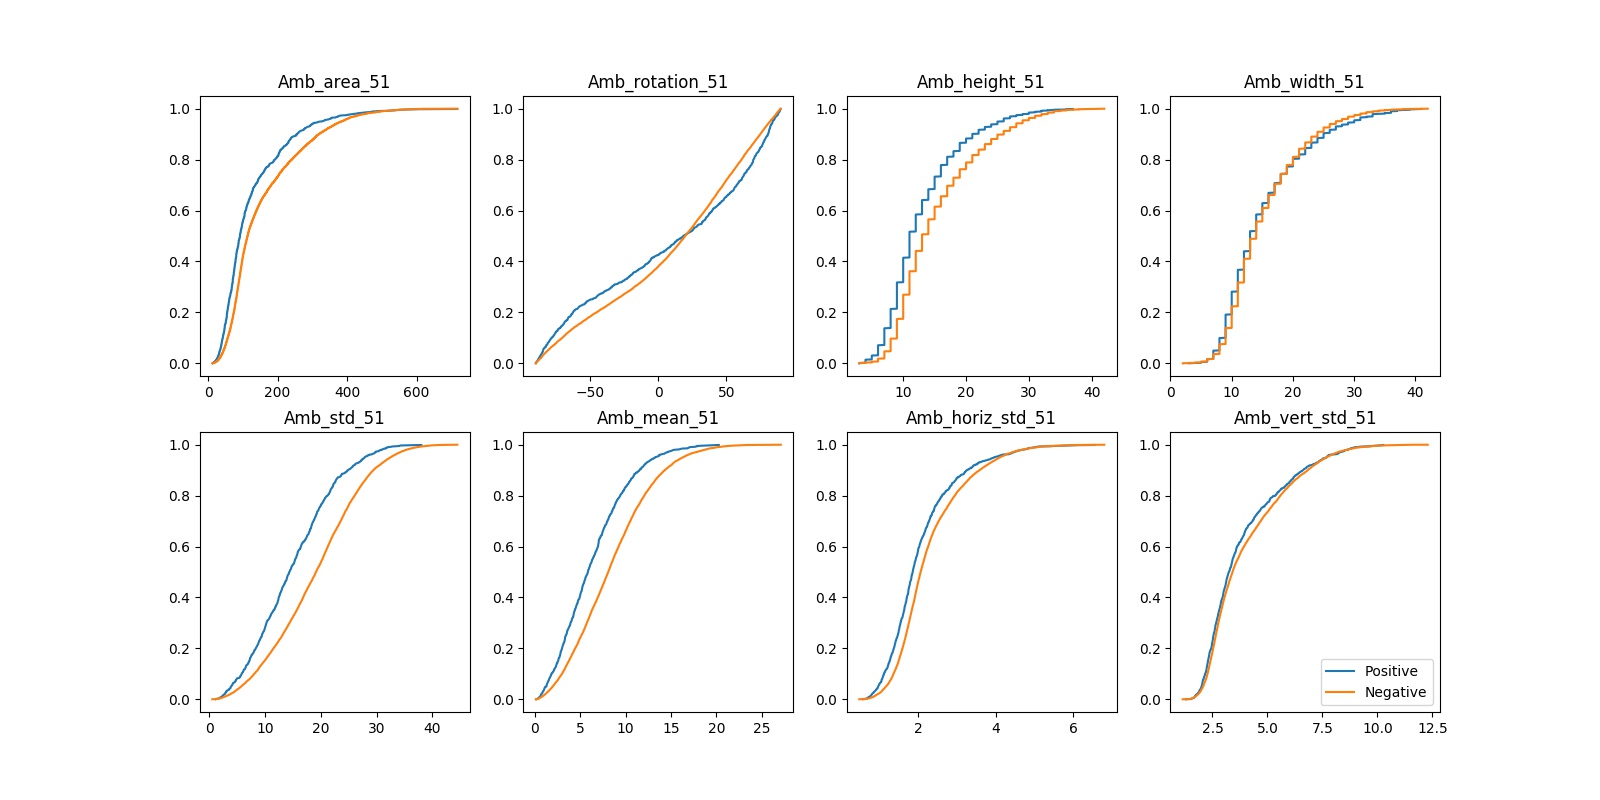 Amb_area_51 Amb_rotation_51 Amb_height_51 Amb_width_51
1.0 1.0 1.0 1.0
0.8 0.8 0.8 0.8
0.6 0.6 0.6 0.6
0.4 0.4 0.4 0.4
0.2 0.2 0.2 0.2
0.0 0.0 0.0 0.0
0 200 400 600 −50 0 50 10 20 30 40 0 10 20 30 40
Amb_std_51 Amb_mean_51 Amb_horiz_std_51 Amb_vert_std_51
1.0 1.0 1.0 1.0
0.8 0.8 0.8 0.8
0.6 0.6 0.6 0.6
0.4 0.4 0.4 0.4
0.2 0.2 0.2 0.2
Positive
Negative
0.0 0.0 0.0 0.0
0 10 20 30 40 0 5 10 15 20 25 2 4 6 2.5 5.0 7.5 10.0 12.5